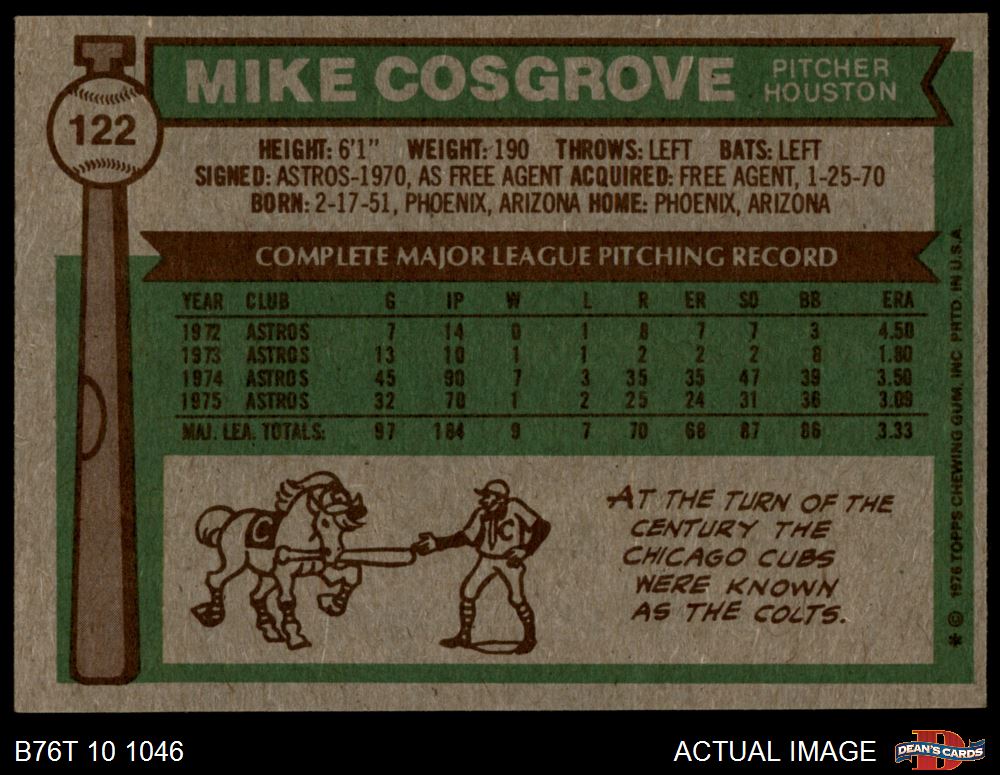 122
MIKE COSGROVE
PITCHER
HOUSTON
HEIGHT: 6'1" WEIGHT: 190 THROWS: LEFT BATS: LEFT
SIGNED: ASTROS-1970, AS FREE AGENT ACQUIRED: FREE AGENT, 1-25-70
BORN: 2-17-51, PHOENIX, ARIZONA HOME: PHOENIX, ARIZONA
COMPLETE MAJOR LEAGUE PITCHING RECORD
YEAR CLUB G IP W L R ER SO BB ERA
1972 ASTROS 7 14 0 1 8 7 7 3 4.50
1973 ASTROS 13 10 1 1 2 2 2 8 1.80
1974 ASTROS 45 90 7 3 35 35 47 39 3.50
1975 ASTROS 32 70 1 2 25 24 31 36 3.09
MAJ. LEA. TOTALS: 97 184 9 7 70 68 87 86 3.33
C
C
AT THE TURN OF THE
CENTURY THE
CHICAGO CUBS
WERE KNOWN
AS THE COLTS.
* © 1976 TOPPS CHEWING GUM, INC. PRTD. IN U.S.A.
B76T 10 1046
ACTUAL IMAGE
D
DEAN'S CARDS